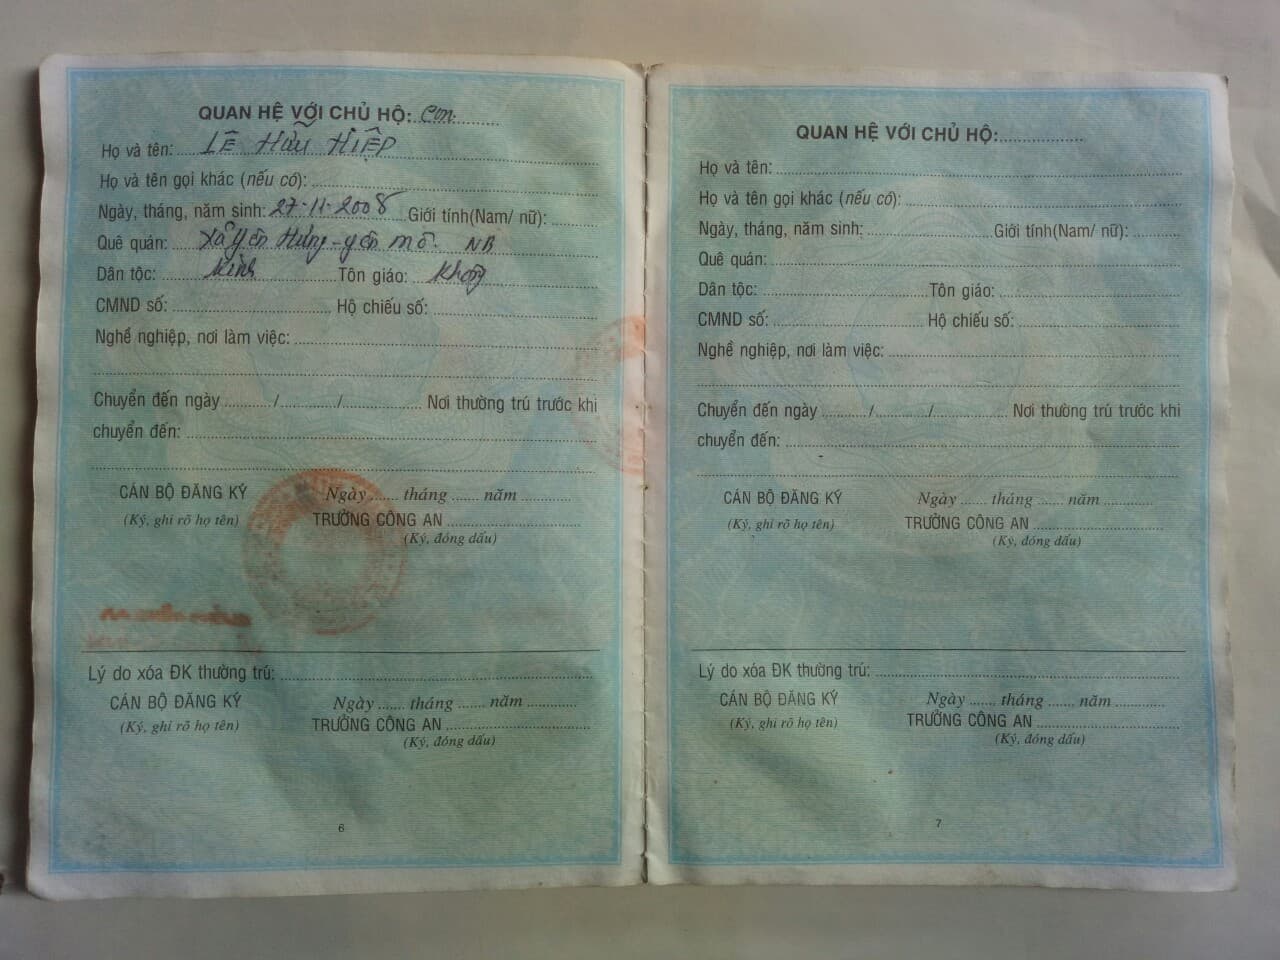 QUAN HỆ VỚI CHỦ HỘ: Con
Họ và tên: LÊ HỮU HIỆP
Họ và tên gọi khác (nếu có):
Ngày, tháng, năm sinh: 27-11-2008 Giới tính(Nam/ nữ):
Quê quán: Xã Yên Hưng - yên mô - NB
Dân tộc: Kinh Tôn giáo: Không
CMND số: Hộ chiếu số:
Nghề nghiệp, nơi làm việc:
Chuyển đến ngày ........../........../.......... Nơi thường trú trước khi
chuyển đến:
CÁN BỘ ĐĂNG KÝ Ngày ....... tháng ...... năm ............
(Ký, ghi rõ họ tên) TRƯỞNG CÔNG AN
(Ký, đóng dấu)
Lý do xóa ĐK thường trú:
CÁN BỘ ĐĂNG KÝ Ngày ...... tháng ...... năm ............
(Ký, ghi rõ họ tên) TRƯỞNG CÔNG AN
(Ký, đóng dấu)
6
QUAN HỆ VỚI CHỦ HỘ:
Họ và tên:
Họ và tên gọi khác (nếu có):
Ngày, tháng, năm sinh: Giới tính(Nam/ nữ):
Quê quán:
Dân tộc: Tôn giáo:
CMND số: Hộ chiếu số:
Nghề nghiệp, nơi làm việc:
Chuyển đến ngày ........../........../.......... Nơi thường trú trước khi
chuyển đến:
CÁN BỘ ĐĂNG KÝ Ngày ...... tháng ...... năm ............
(Ký, ghi rõ họ tên) TRƯỞNG CÔNG AN
(Ký, đóng dấu)
Lý do xóa ĐK thường trú:
CÁN BỘ ĐĂNG KÝ Ngày ...... tháng ...... năm ............
(Ký, ghi rõ họ tên) TRƯỞNG CÔNG AN
(Ký, đóng dấu)
7